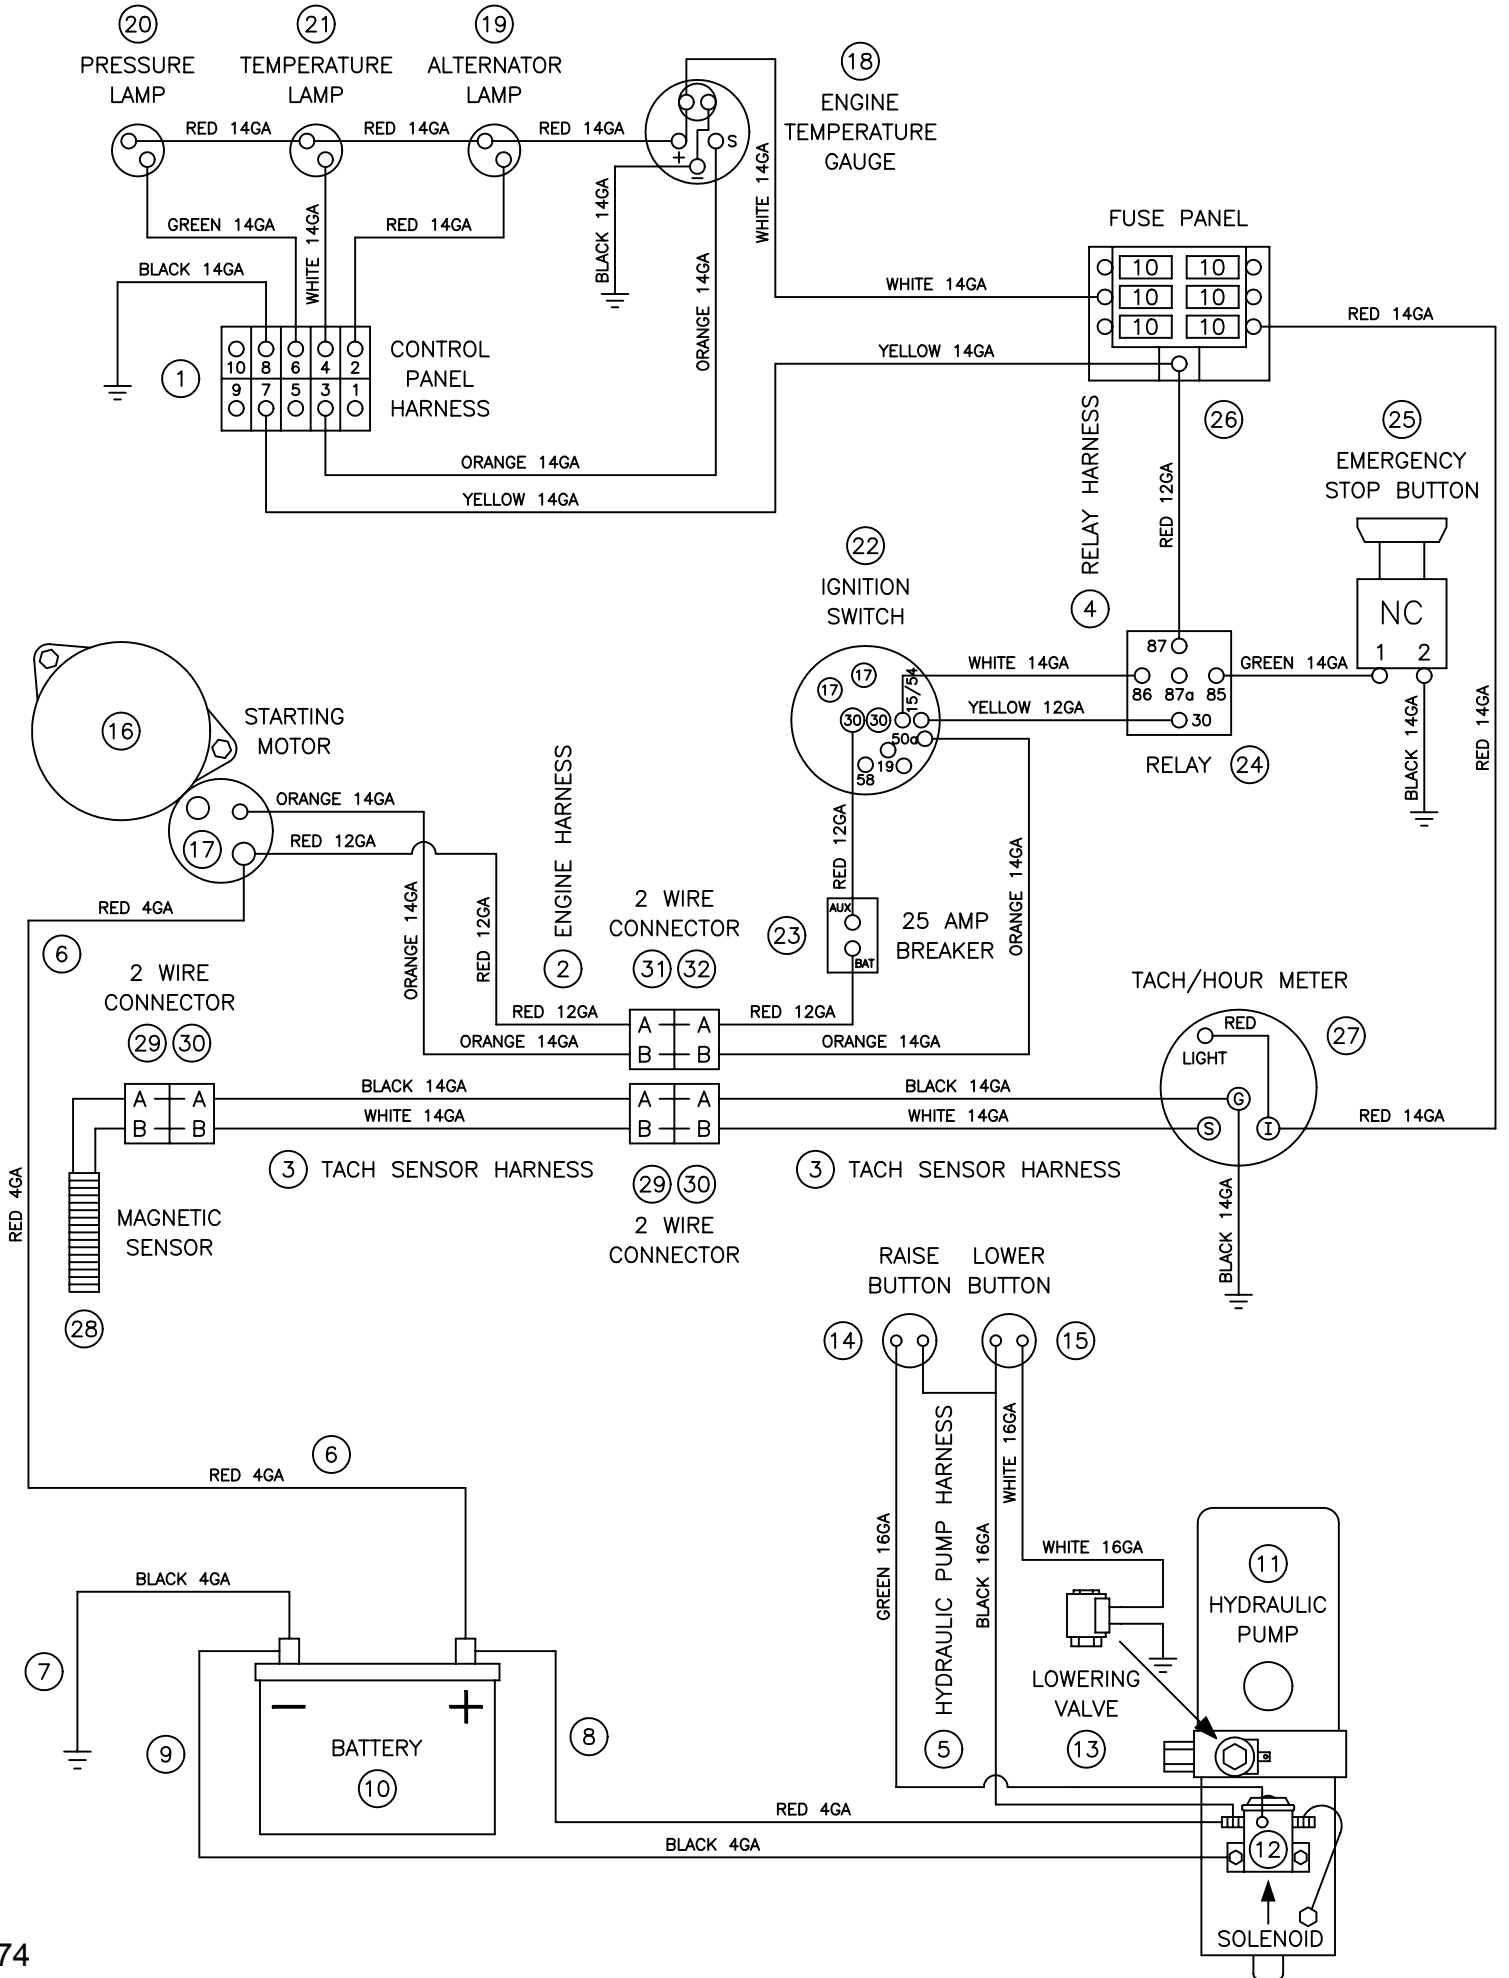 20
21
19
18
PRESSURE
LAMP
TEMPERATURE
LAMP
ALTERNATOR
LAMP
ENGINE
TEMPERATURE
GAUGE
RED 14GA
RED 14GA
RED 14GA
+
–
S
WHITE 14GA
BLACK 14GA
GREEN 14GA
WHITE 14GA
RED 14GA
BLACK 14GA
ORANGE 14GA
FUSE PANEL
WHITE 14GA
10 10
10 10
10 10
RED 14GA
YELLOW 14GA
1
10 8 6 4 2
9 7 5 3 1
CONTROL
PANEL
HARNESS
ORANGE 14GA
YELLOW 14GA
26
RELAY HARNESS
4
RED 12GA
25
EMERGENCY
STOP BUTTON
NC
1 2
22
IGNITION
SWITCH
17
17
30
30
15/54
50a
19
58
WHITE 14GA
YELLOW 12GA
87
86 87a 85
30
GREEN 14GA
RELAY
24
BLACK 14GA
RED 14GA
16
STARTING
MOTOR
17
ORANGE 14GA
RED 12GA
RED 4GA
6
ORANGE 14GA
RED 12GA
ENGINE HARNESS
2
2 WIRE
CONNECTOR
31 32
RED 12GA
23
AUX
BAT
25 AMP
BREAKER
ORANGE 14GA
2 WIRE
CONNECTOR
29 30
RED 12GA
A A
RED 12GA
ORANGE 14GA
B B
ORANGE 14GA
TACH/HOUR METER
27
RED
LIGHT
G
S
I
RED 14GA
A A
BLACK 14GA
A A
BLACK 14GA
B B
WHITE 14GA
B B
WHITE 14GA
3 TACH SENSOR HARNESS
29 30
2 WIRE
CONNECTOR
3 TACH SENSOR HARNESS
RED 4GA
MAGNETIC
SENSOR
28
BLACK 14GA
RAISE
BUTTON
LOWER
BUTTON
14
15
6
RED 4GA
GREEN 16GA
HYDRAULIC PUMP HARNESS
5
BLACK 16GA
WHITE 16GA
WHITE 16GA
11
HYDRAULIC
PUMP
LOWERING
VALVE
13
BLACK 4GA
7
9
–
+
BATTERY
10
8
RED 4GA
BLACK 4GA
12
SOLENOID
74